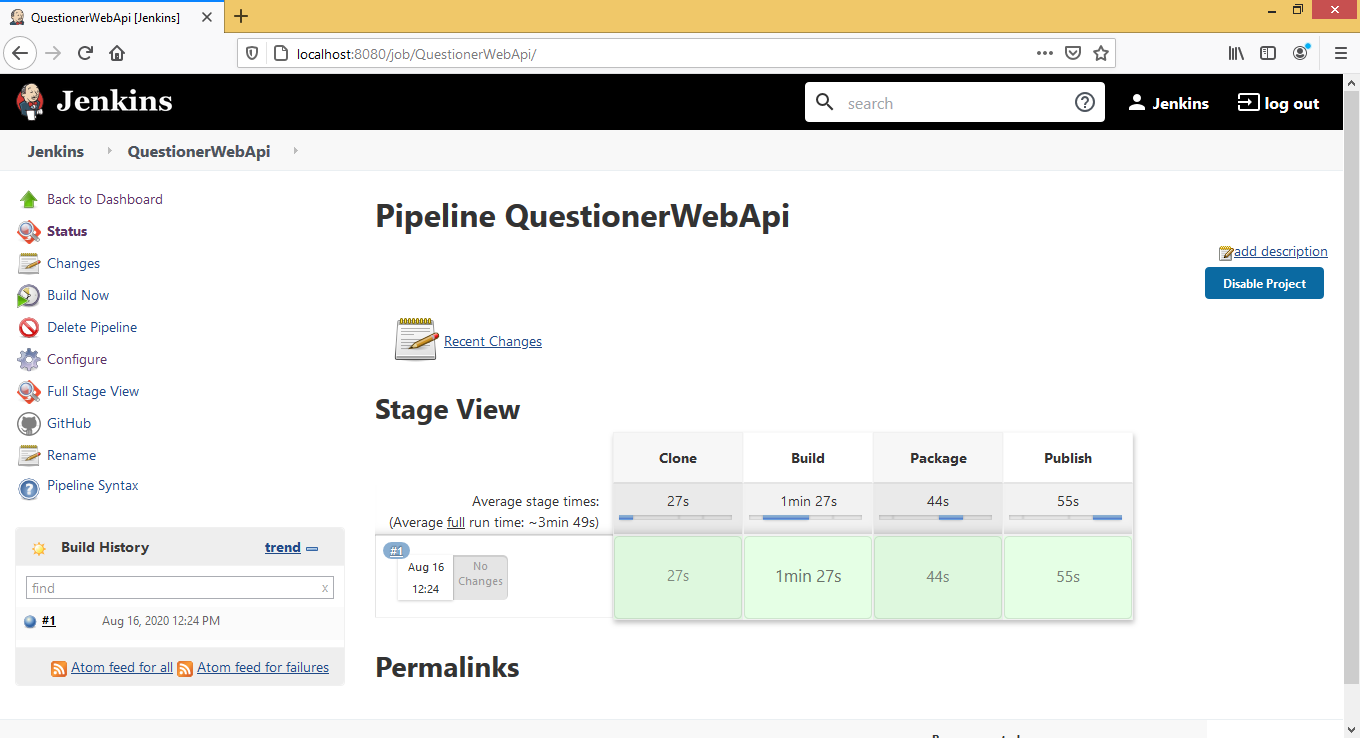 QuestionerWebApi [Jenkins]
localhost:8080/job/QuestionerWebApi/
Jenkins
search
Jenkins
log out
Jenkins
QuestionerWebApi
Back to Dashboard
Status
Changes
Build Now
Delete Pipeline
Configure
Full Stage View
GitHub
Rename
Pipeline Syntax
Build History
trend
find
x
#1
Aug 16, 2020 12:24 PM
Atom feed for all
Atom feed for failures
Pipeline QuestionerWebApi
add description
Disable Project
Recent Changes
Stage View
Clone
Build
Package
Publish
Average stage times:
(Average full run time: ~3min 49s)
27s
1min 27s
44s
55s
#1
Aug 16
12:24
No
Changes
27s
1min 27s
44s
55s
Permalinks